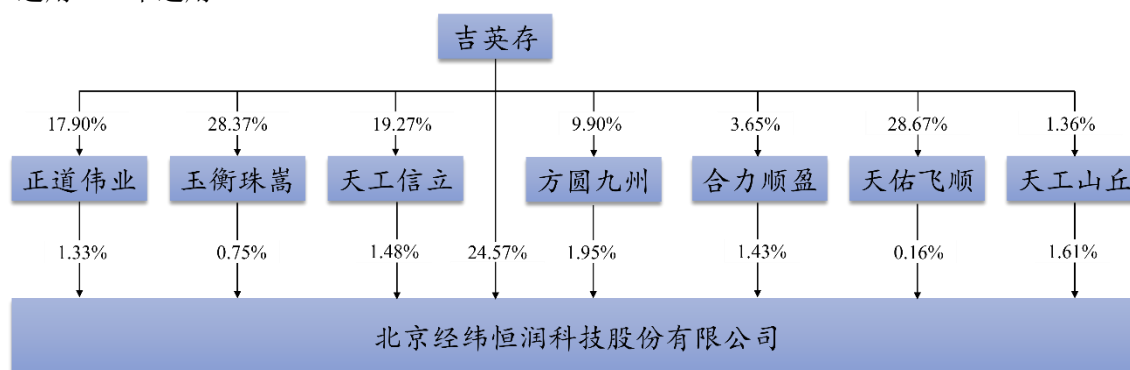 吉英存
17.90% 28.37% 19.27% 9.90% 3.65% 28.67% 1.36%
正道伟业 玉衡珠嵩 天工信立 方圆九州 合力顺盈 天佑飞顺 天工山丘
1.33% 0.75% 1.48% 24.57% 1.95% 1.43% 0.16% 1.61%
北京经纬恒润科技股份有限公司